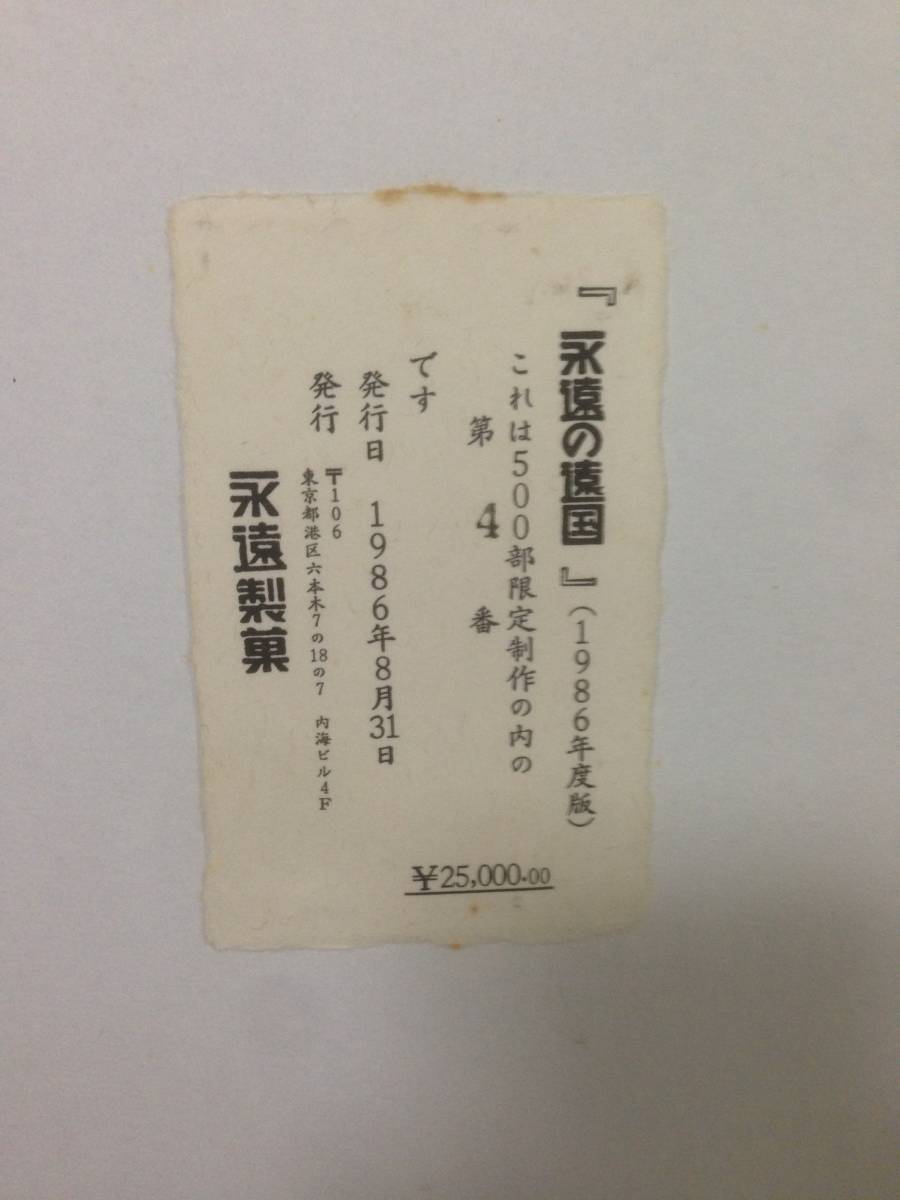 『永遠の遠国』(1986年度版)
これは500部限定制作の内の
第 4 番
です
発行日 1986年8月31日
発行
〒106
東京都港区六本木7の18の7 内海ビル4F
永遠製菓
¥25,000.00